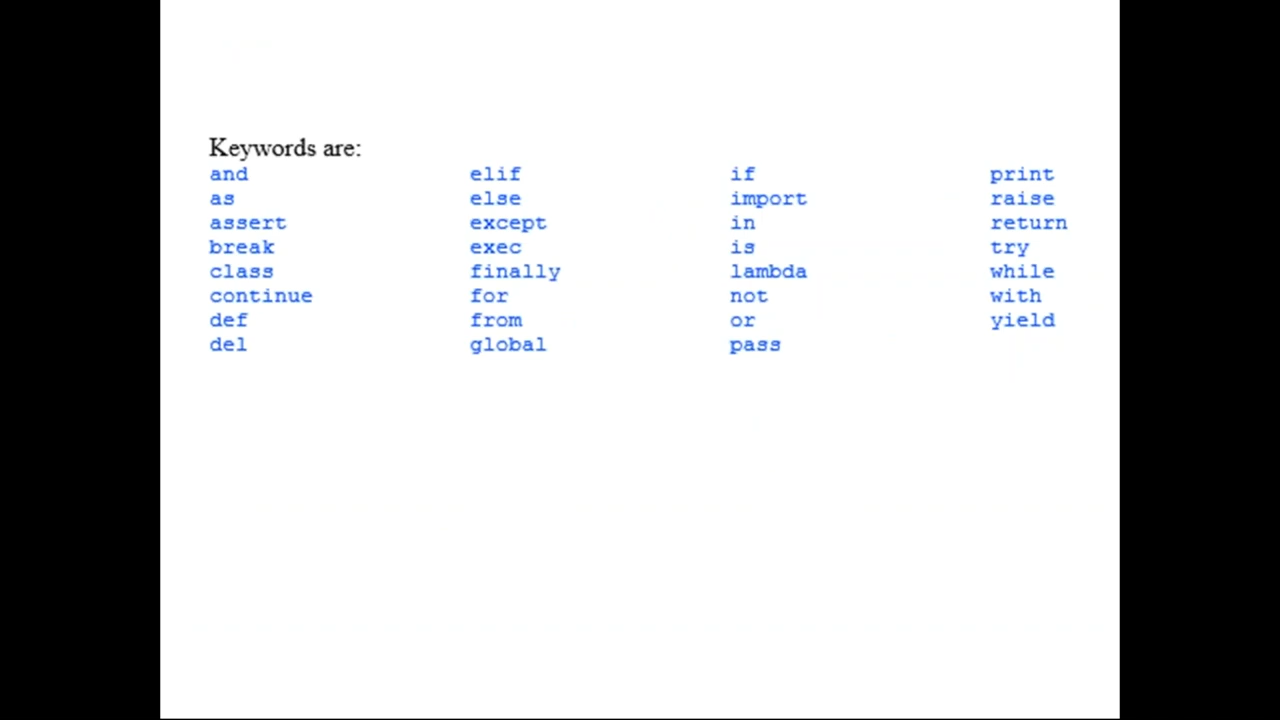 Keywords are:
and elif if print
as else import raise
assert except in return
break exec is try
class finally lambda while
continue for not with
def from or yield
del global pass